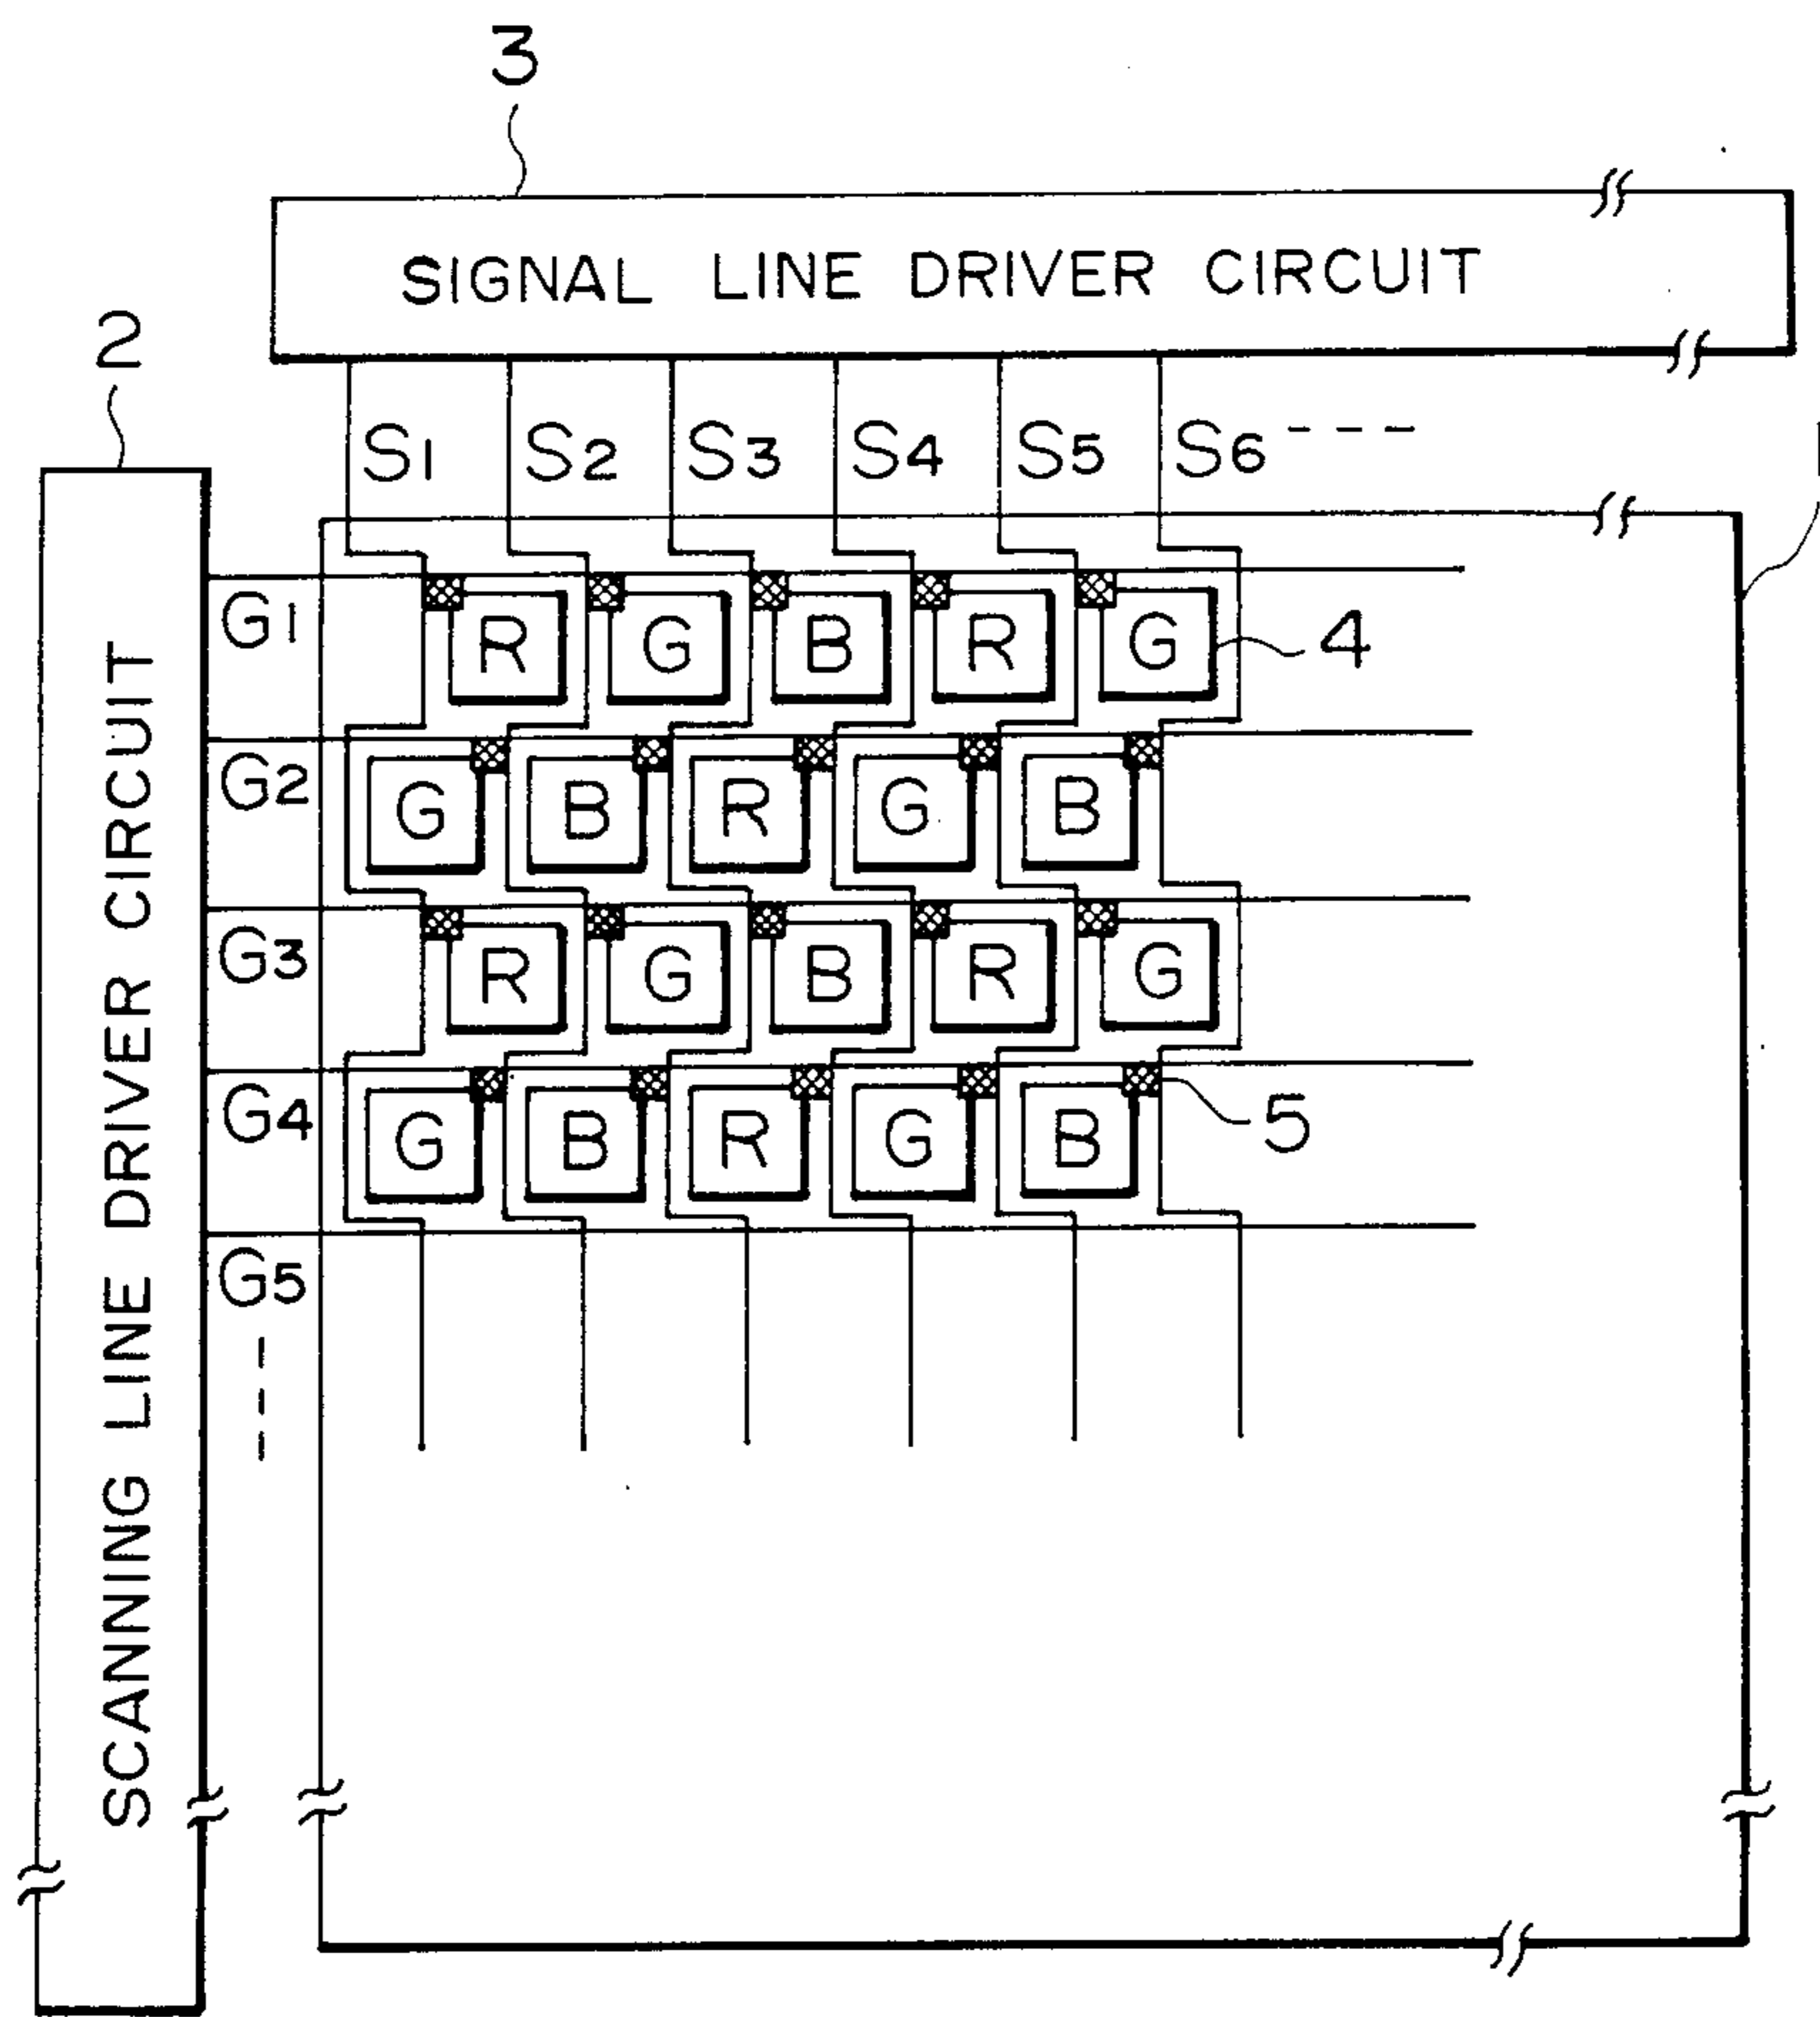 3
SIGNAL LINE DRIVER CIRCUIT
2
S1 S2 S3 S4 S5 S6 ---
1
SCANNING LINE DRIVER CIRCUIT
G1 R G B R G 4
G2 G B R G B
G3 R G B R G
G4 G B R G B 5
G5